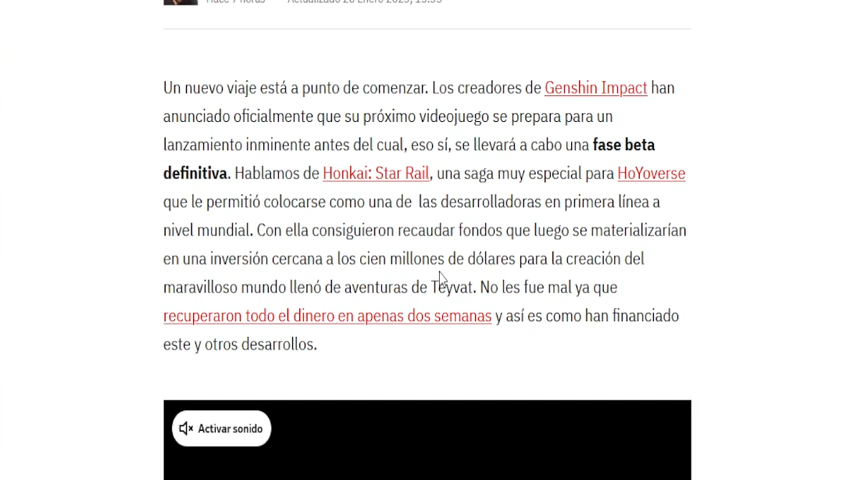 Un nuevo viaje está a punto de comenzar. Los creadores de Genshin Impact han
anunciado oficialmente que su próximo videojuego se prepara para un
lanzamiento inminente antes del cual, eso sí, se llevará a cabo una fase beta
definitiva. Hablamos de Honkai: Star Rail, una saga muy especial para HoYoverse
que le permitió colocarse como una de las desarrolladoras en primera línea a
nivel mundial. Con ella consiguieron recaudar fondos que luego se materializarían
en una inversión cercana a los cien millones de dólares para la creación del
maravilloso mundo llenó de aventuras de Teyvat. No les fue mal ya que
recuperaron todo el dinero en apenas dos semanas y así es como han financiado
este y otros desarrollos.
Activar sonido